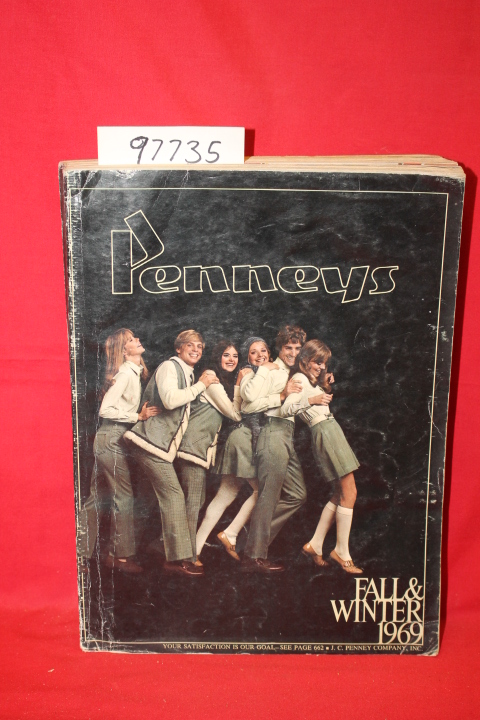 97735
Penneys
FALL &
WINTER
1969
YOUR SATISFACTION IS OUR GOAL—SEE PAGE 662 ■ J. C. PENNEY COMPANY, INC